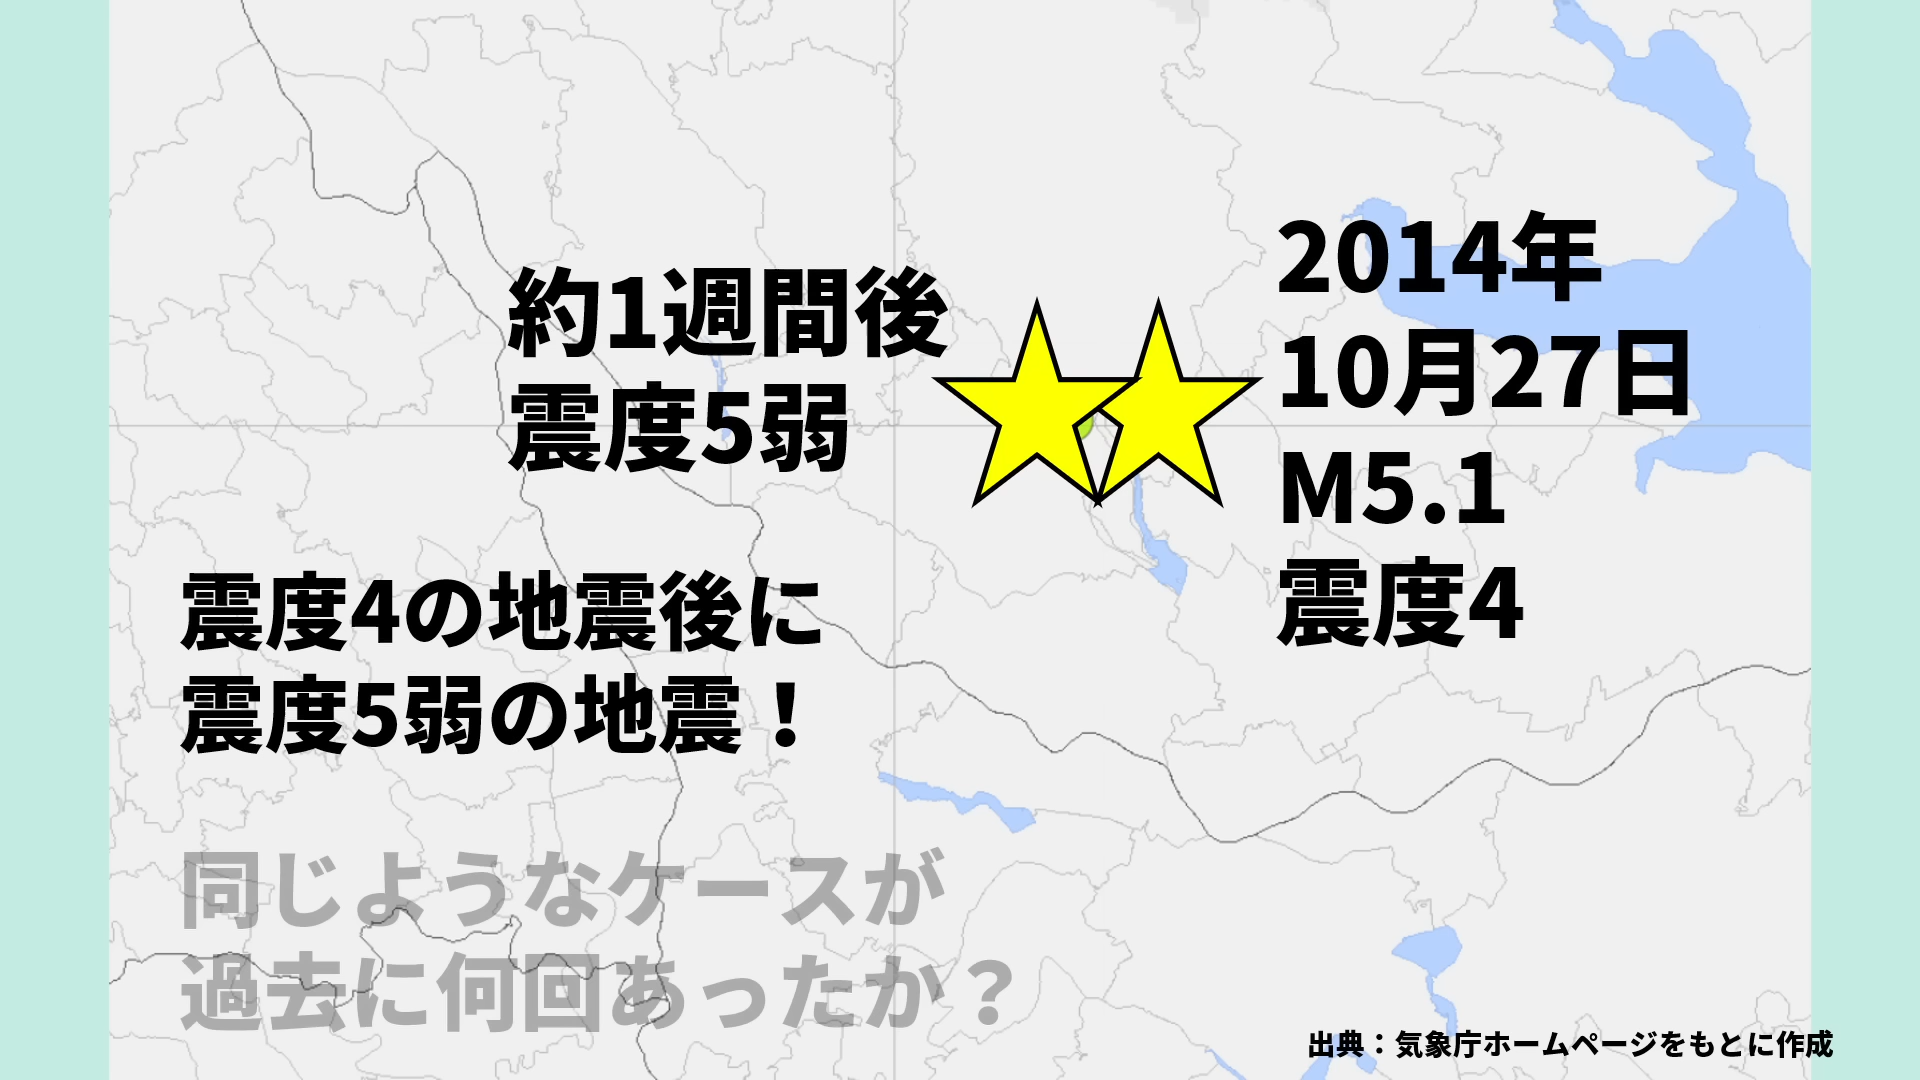 約1週間後
震度5弱
2014年
10月27日
M5.1
震度4
震度4の地震後に
震度5弱の地震！
同じようなケースが
過去に何回あったか？
出典：気象庁ホームページをもとに作成